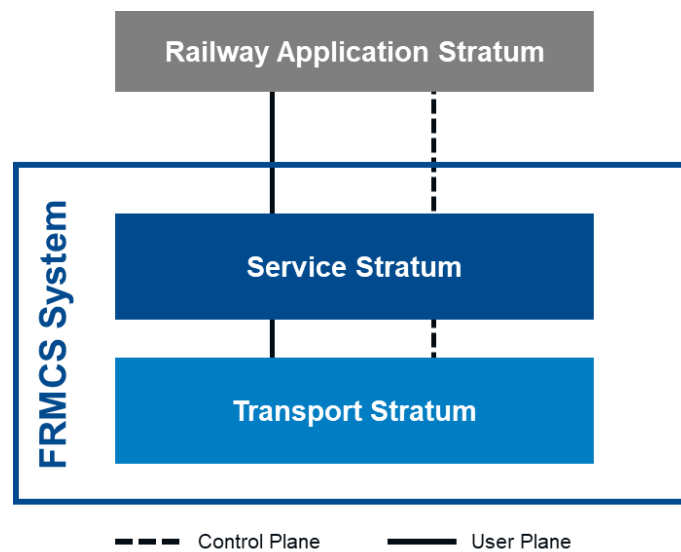 Railway Application Stratum
FRMCS System
Service Stratum
Transport Stratum
Control Plane
User Plane